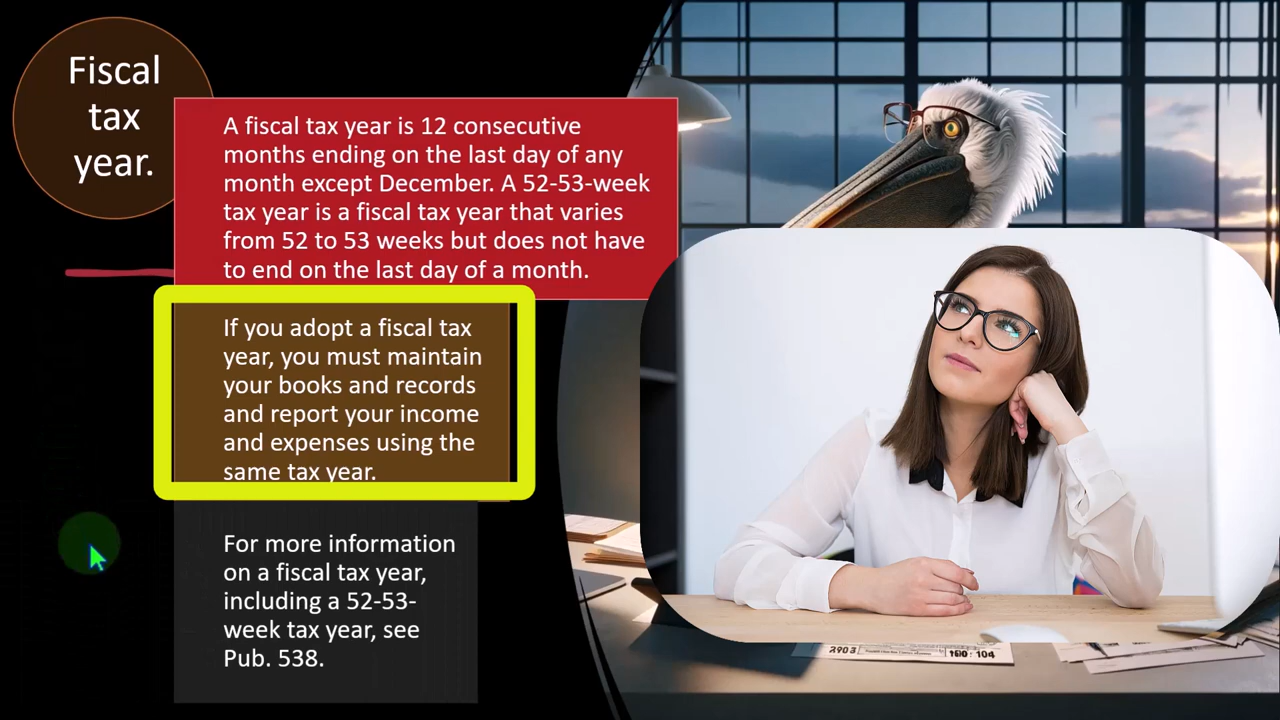 Fiscal
tax
year.
A fiscal tax year is 12 consecutive
months ending on the last day of any
month except December. A 52-53-week
tax year is a fiscal tax year that varies
from 52 to 53 weeks but does not have
to end on the last day of a month.
If you adopt a fiscal tax
year, you must maintain
your books and records
and report your income
and expenses using the
same tax year.
For more information
on a fiscal tax year,
including a 52-53-
week tax year, see
Pub. 538.
2903